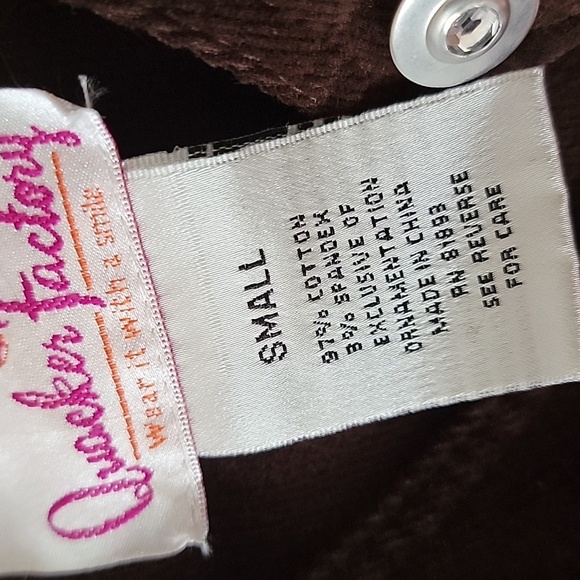 Quacker Factory
wear it with a smile
SMALL
97% COTTON
3% SPANDEX
EXCLUSIVE OF
ORNAMENTATION
MADE IN CHINA
RN 81893
SEE REVERSE
FOR CARE